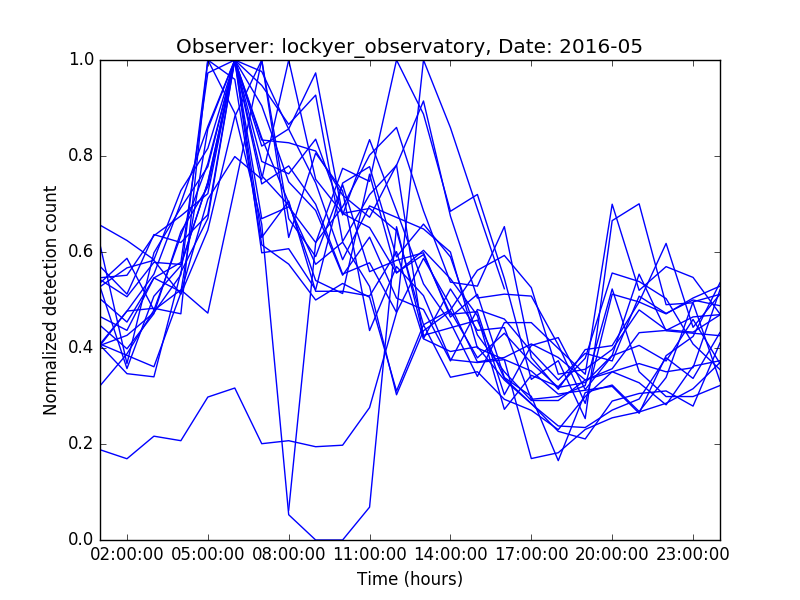 Observer: lockyer_observatory, Date: 2016-05
1.0
0.8
0.6
0.4
0.2
0.0
Normalized detection count
02:00:00 05:00:00 08:00:00 11:00:00 14:00:00 17:00:00 20:00:00 23:00:00
Time (hours)